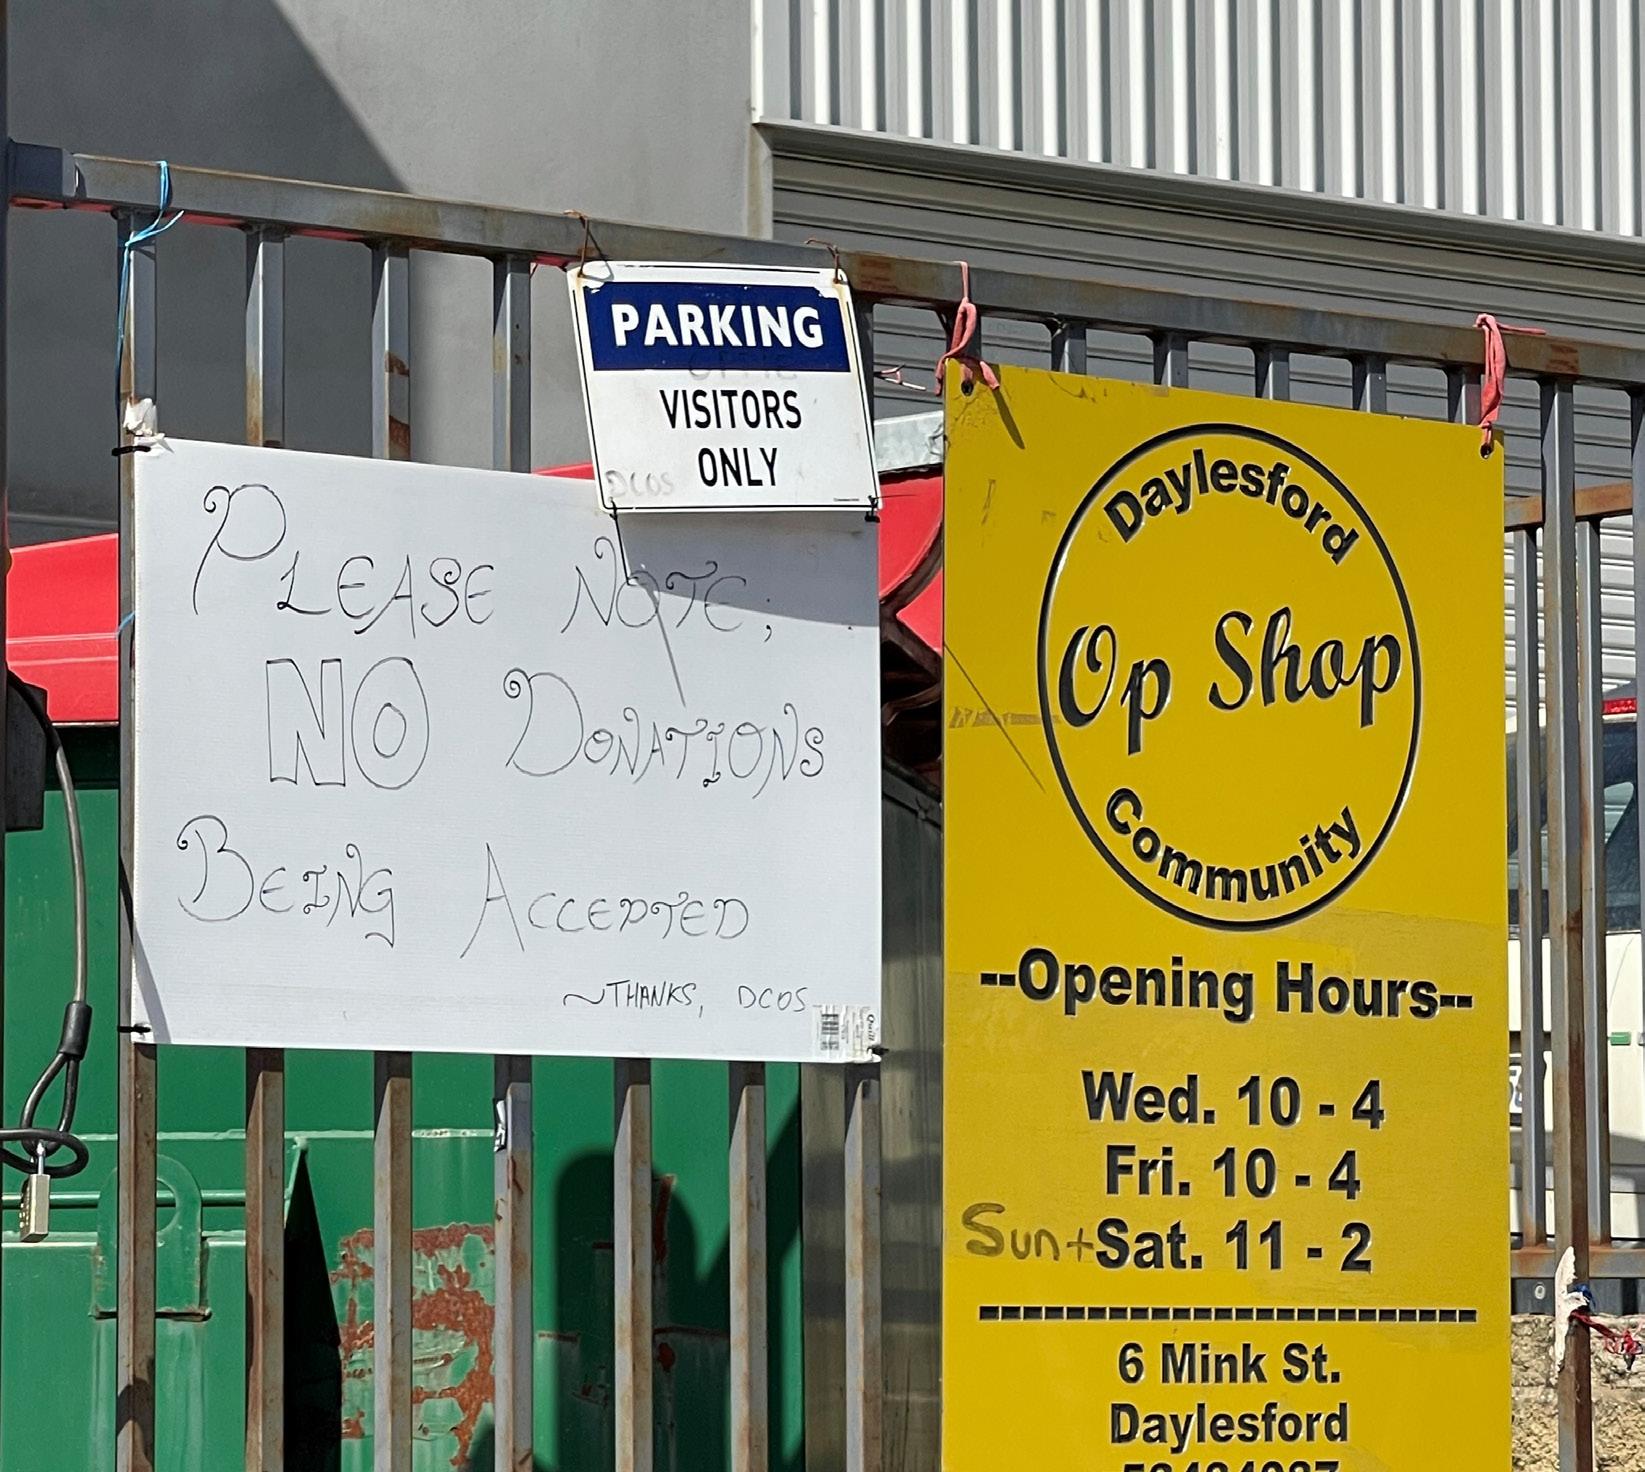 PARKING
VISITORS
ONLY
DCOS
PLEASE NOTE;
NO DONATIONS
BEING ACCEPTED
~THANKS, DCOS
Daylesford
Op Shop
Community
--Opening Hours--
Wed. 10 - 4
Fri. 10 - 4
Sun+Sat. 11 - 2
6 Mink St.
Daylesford